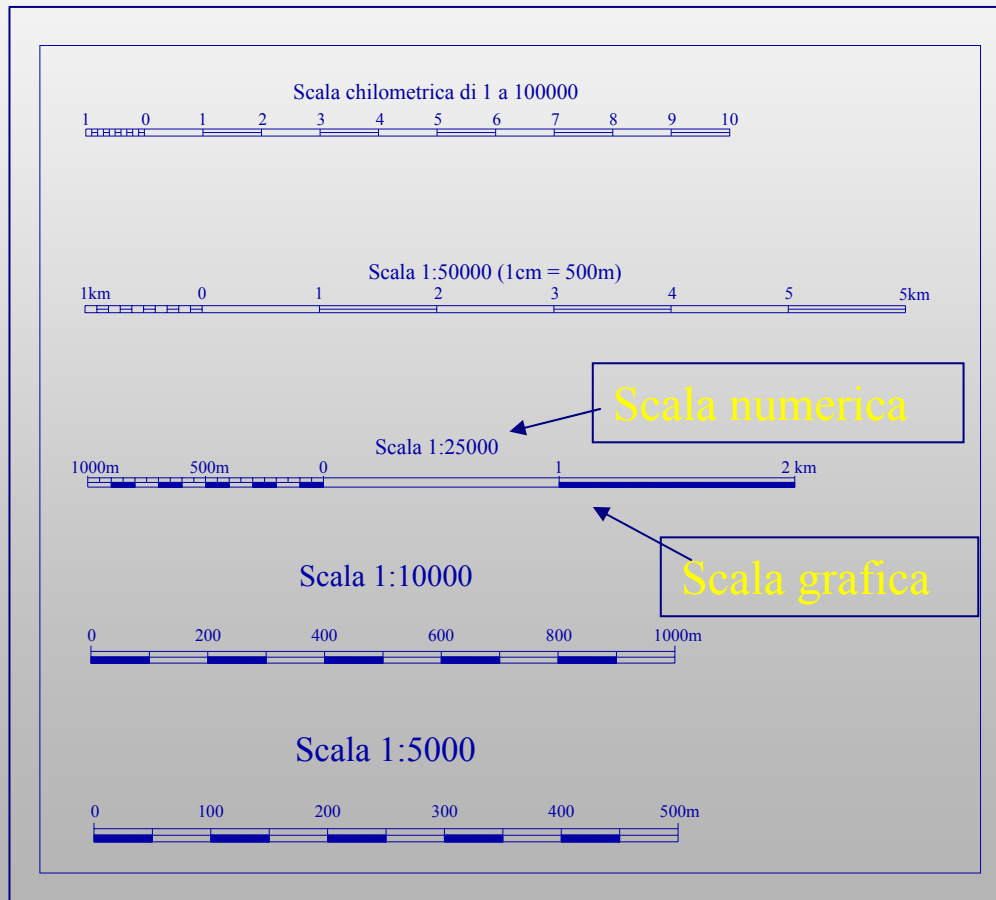 Scala chilometrica di 1 a 100000
1 0 1 2 3 4 5 6 7 8 9 10
Scala 1:50000 (1cm = 500m)
1km 0 1 2 3 4 5 5km
Scala numerica
Scala 1:25000
1000m 500m 0 1 2 km
Scala 1:10000
Scala grafica
0 200 400 600 800 1000m
Scala 1:5000
0 100 200 300 400 500m